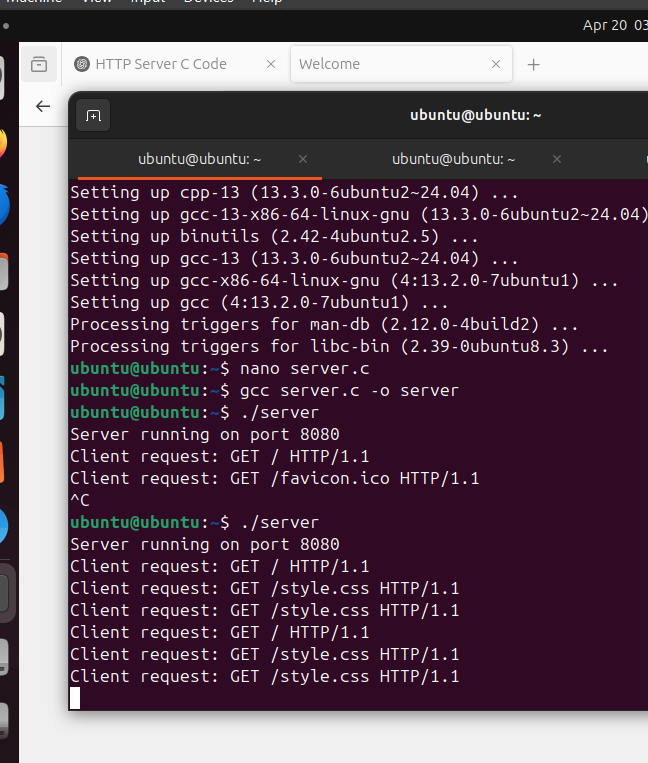 Machine View Input Devices Help
Apr 20 03
HTTP Server C Code
Welcome
ubuntu@ubuntu: ~
ubuntu@ubuntu: ~
ubuntu@ubuntu: ~
Setting up cpp-13 (13.3.0-6ubuntu2~24.04) ...
Setting up gcc-13-x86-64-linux-gnu (13.3.0-6ubuntu2~24.04)
Setting up binutils (2.42-4ubuntu2.5) ...
Setting up gcc-13 (13.3.0-6ubuntu2~24.04) ...
Setting up gcc-x86-64-linux-gnu (4:13.2.0-7ubuntu1) ...
Setting up gcc (4:13.2.0-7ubuntu1) ...
Processing triggers for man-db (2.12.0-4build2) ...
Processing triggers for libc-bin (2.39-0ubuntu8.3) ...
ubuntu@ubuntu:~$ nano server.c
ubuntu@ubuntu:~$ gcc server.c -o server
ubuntu@ubuntu:~$ ./server
Server running on port 8080
Client request: GET / HTTP/1.1
Client request: GET /favicon.ico HTTP/1.1
^C
ubuntu@ubuntu:~$ ./server
Server running on port 8080
Client request: GET / HTTP/1.1
Client request: GET /style.css HTTP/1.1
Client request: GET /style.css HTTP/1.1
Client request: GET / HTTP/1.1
Client request: GET /style.css HTTP/1.1
Client request: GET /style.css HTTP/1.1